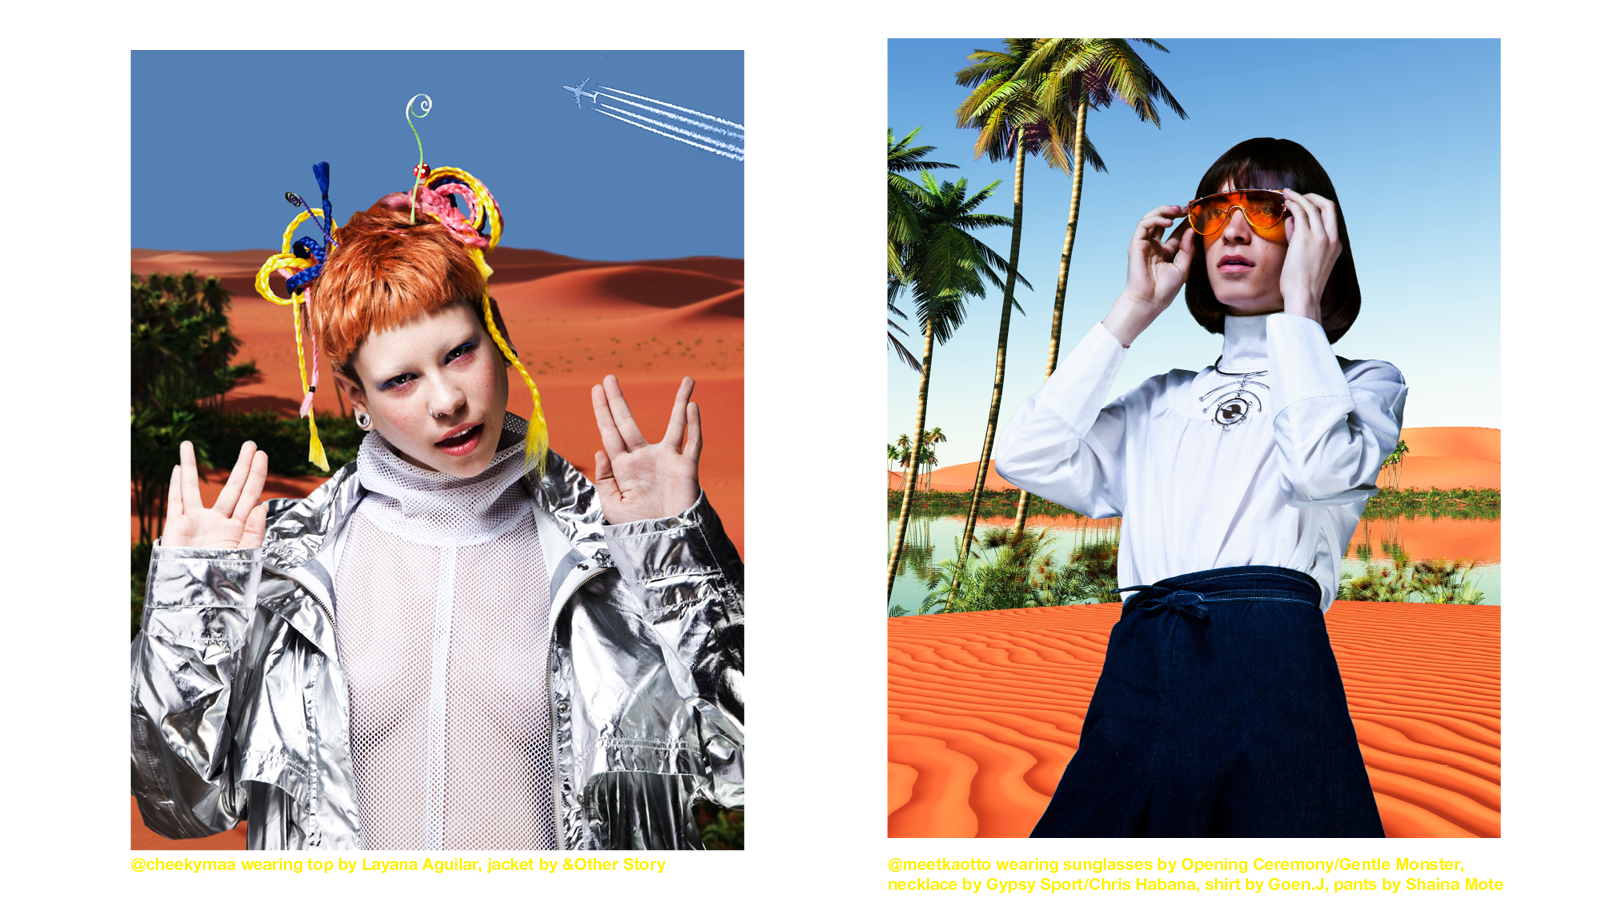 @cheekymaa wearing top by Layana Aguilar, jacket by &Other Story
@meetkaotto wearing sunglasses by Opening Ceremony/Gentle Monster,
necklace by Gypsy Sport/Chris Habana, shirt by Goen.J, pants by Shaina Mote